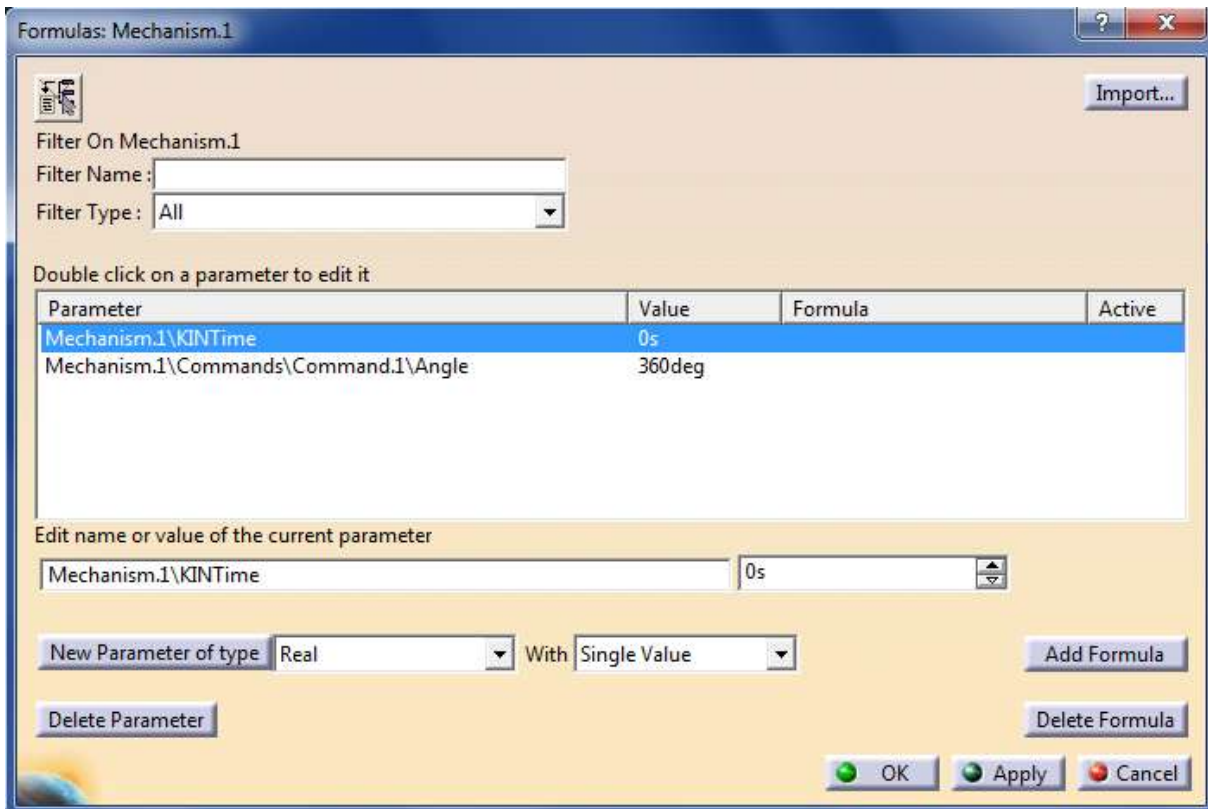 Formulas: Mechanism.1
?
X
Import...
Filter On Mechanism.1
Filter Name :
Filter Type : All
Double click on a parameter to edit it
Parameter Value Formula Active
Mechanism.1\KINTime 0s
Mechanism.1\Commands\Command.1\Angle 360deg
Edit name or value of the current parameter
Mechanism.1\KINTime 0s
New Parameter of type Real With Single Value Add Formula
Delete Parameter Delete Formula
OK Apply Cancel